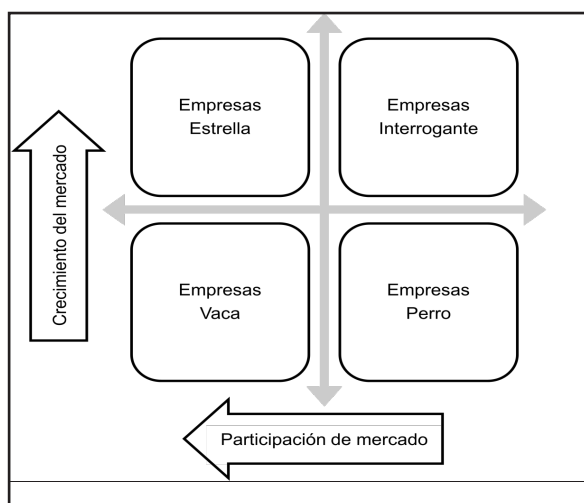 Empresas
Estrella
Empresas
Interrogante
Crecimiento del mercado
Empresas
Vaca
Empresas
Perro
Participación de mercado